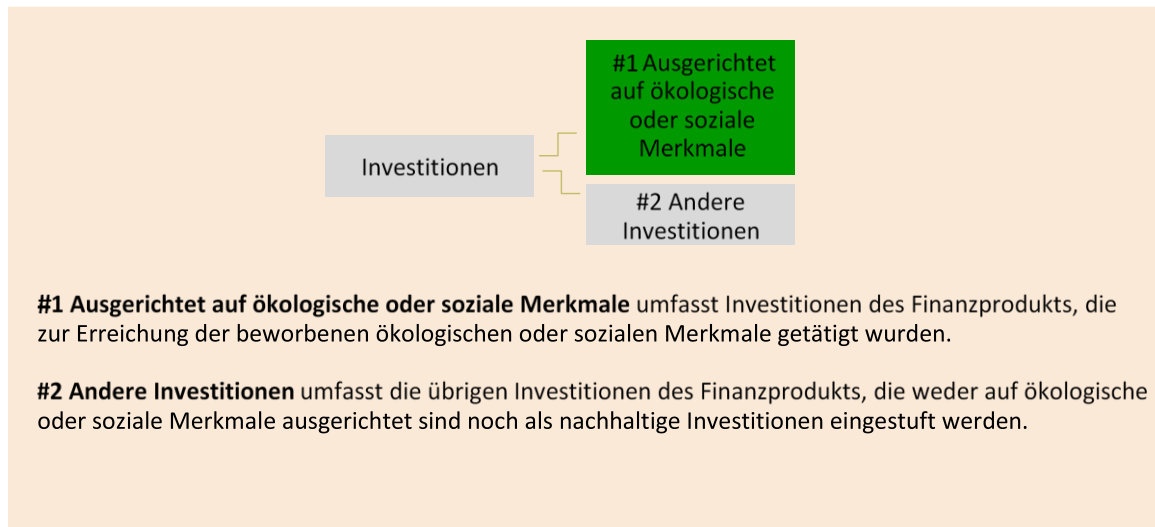 #1 Ausgerichtet
auf ökologische
oder soziale
Merkmale
Investitionen
#2 Andere
Investitionen
#1 Ausgerichtet auf ökologische oder soziale Merkmale umfasst Investitionen des Finanzprodukts, die
zur Erreichung der beworbenen ökologischen oder sozialen Merkmale getätigt wurden.
#2 Andere Investitionen umfasst die übrigen Investitionen des Finanzprodukts, die weder auf ökologische
oder soziale Merkmale ausgerichtet sind noch als nachhaltige Investitionen eingestuft werden.